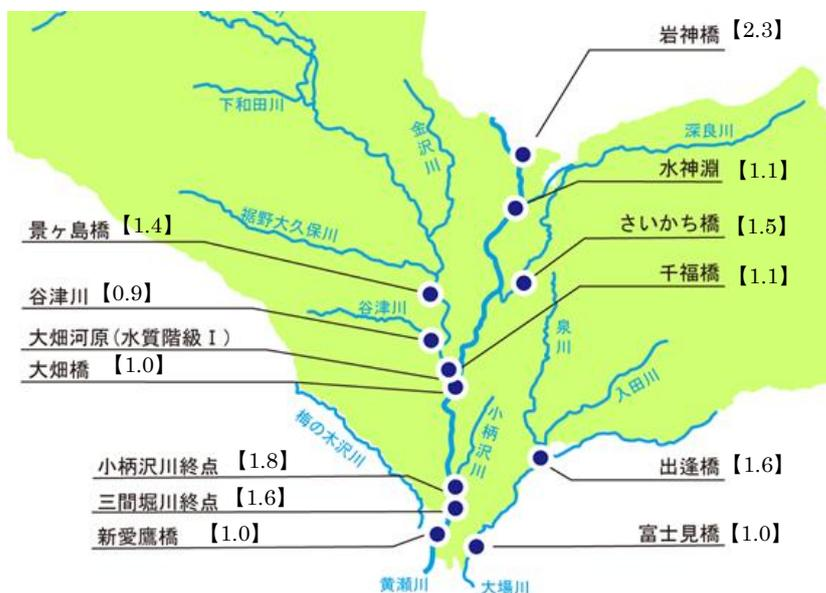 岩神橋【2.3】
下和田川
金沢川
深良川
水神淵【1.1】
裾野大久保川
景ヶ島橋【1.4】
さいかち橋【1.5】
千福橋【1.1】
谷津川【0.9】
谷津川
泉川
大畑河原(水質階級Ⅰ)
大畑橋【1.0】
入田川
梅の木沢川
小柄沢川
小柄沢川終点【1.8】
出逢橋【1.6】
三間堀川終点【1.6】
新愛鷹橋【1.0】
富士見橋【1.0】
黄瀬川
大場川